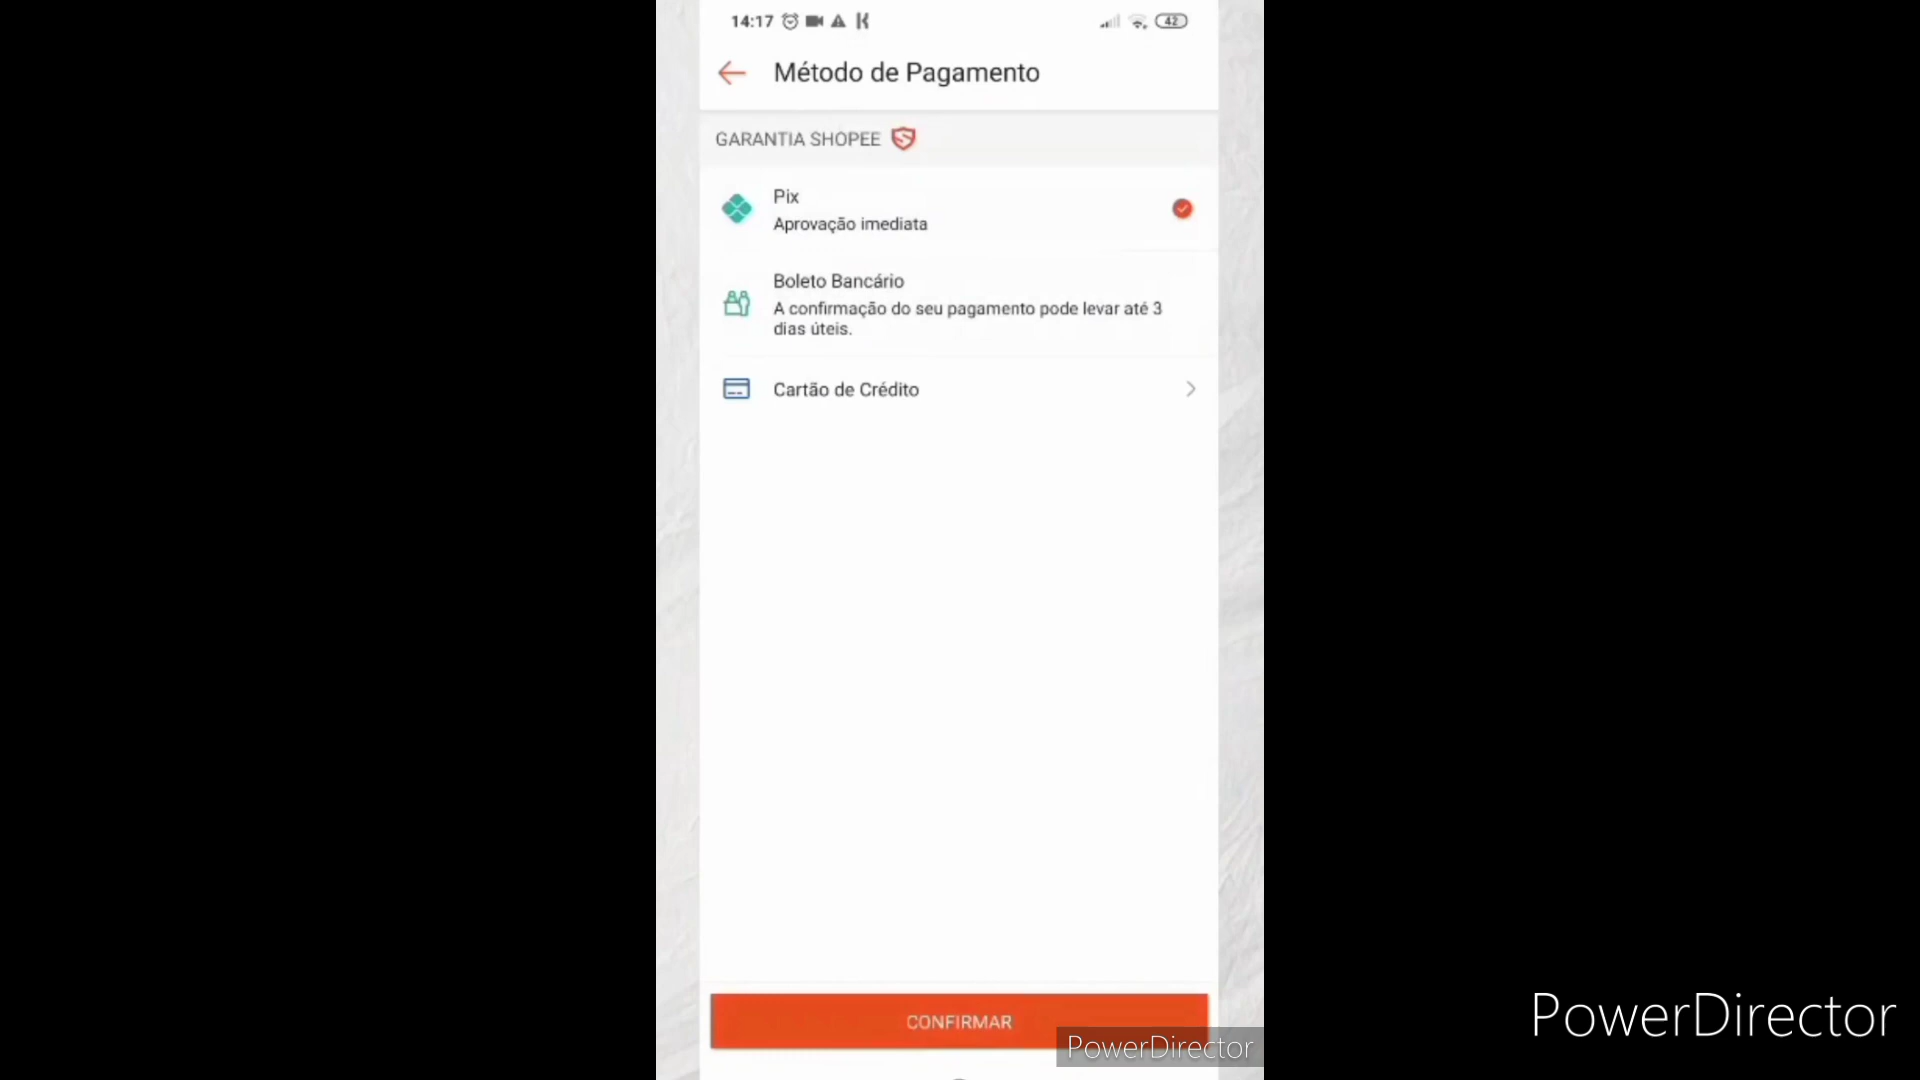 14:17
42
Método de Pagamento
GARANTIA SHOPEE
Pix
Aprovação imediata
Boleto Bancário
A confirmação do seu pagamento pode levar até 3
dias úteis.
Cartão de Crédito
CONFIRMAR
PowerDirector
PowerDirector